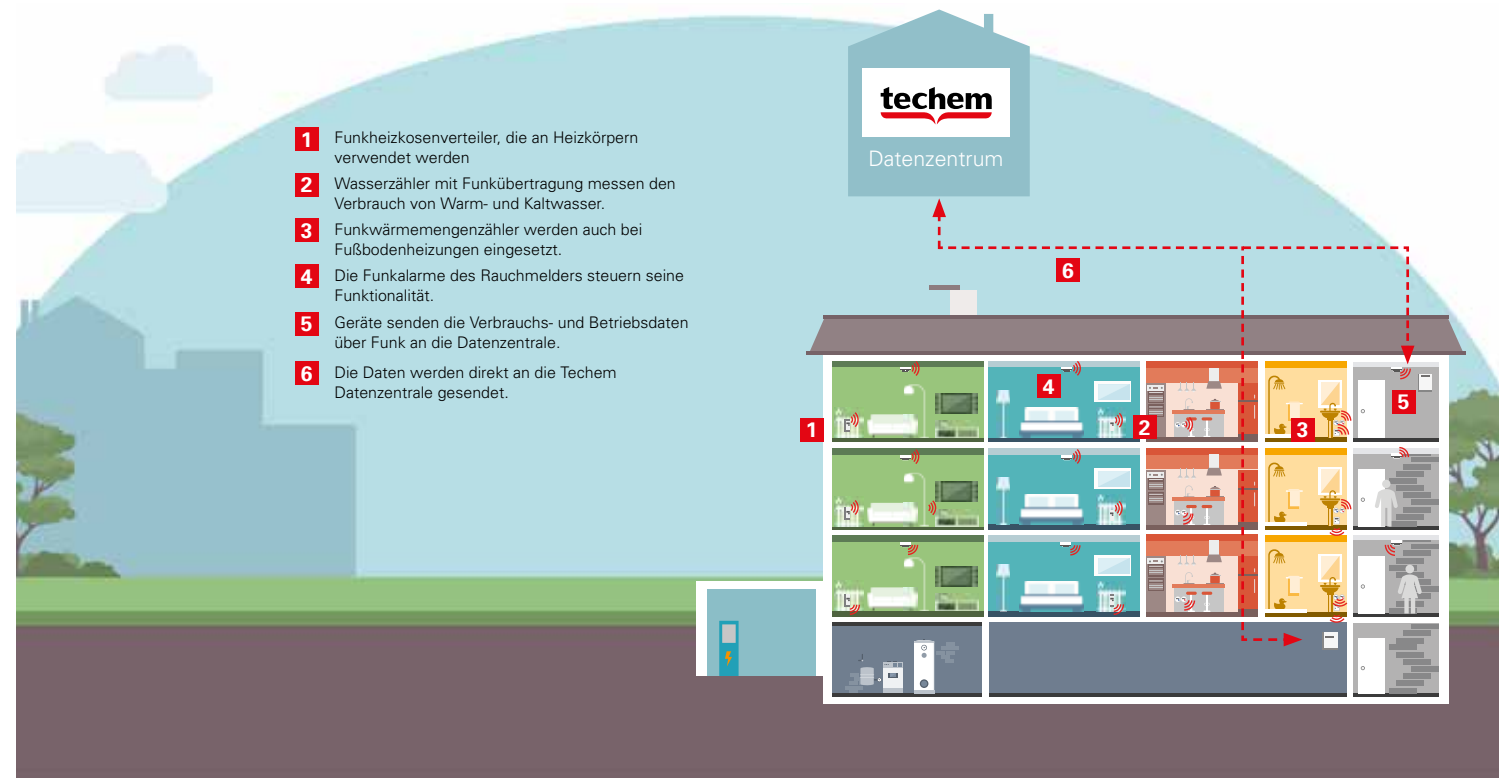 techem
Datenzentrum
1 Funkheizkosenverteiler, die an Heizkörpern
verwendet werden
2 Wasserzähler mit Funkübertragung messen den
Verbrauch von Warm- und Kaltwasser.
3 Funkwärmemengenzähler werden auch bei
Fußbodenheizungen eingesetzt.
4 Die Funkalarme des Rauchmelders steuern seine
Funktionalität.
5 Geräte senden die Verbrauchs- und Betriebsdaten
über Funk an die Datenzentrale.
6 Die Daten werden direkt an die Techem
Datenzentrale gesendet.
6
4
5
1
2
3